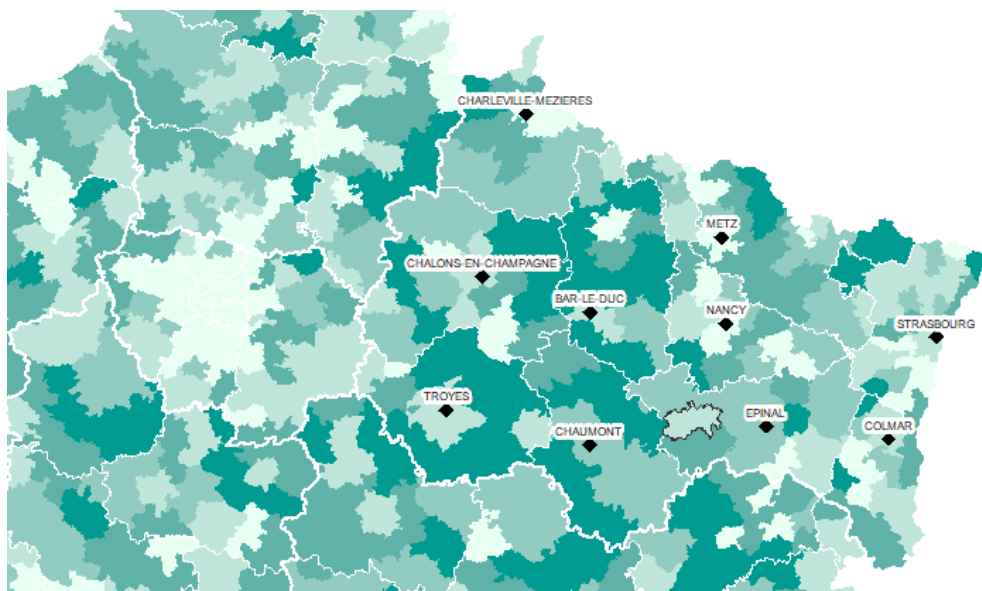 CHARLEVILLE-MEZIERES
METZ
CHALONS-EN-CHAMPAGNE
BAR-LE-DUC
NANCY
STRASBOURG
TROYES
EPINAL
CHAUMONT
COLMAR